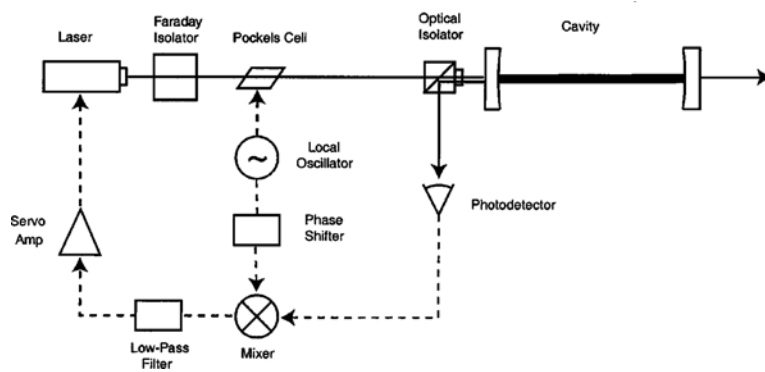 Laser
Faraday
Isolator
Pockels Cell
Optical
Isolator
Cavity
~
Local
Oscillator
Photodetector
Phase
Shifter
Servo
Amp
Low-Pass
Filter
Mixer